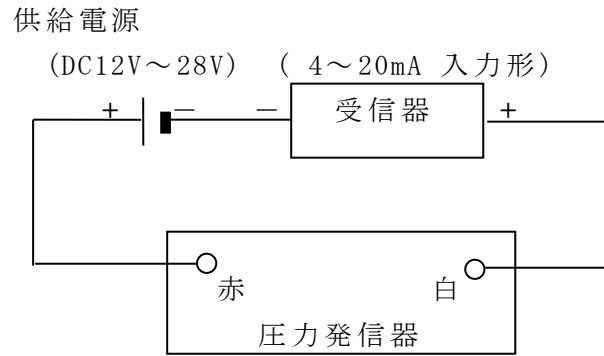 供給電源
(DC12V～28V) ( 4～20mA 入力形)
+ － － 受信器 +
赤 白
圧力発信器